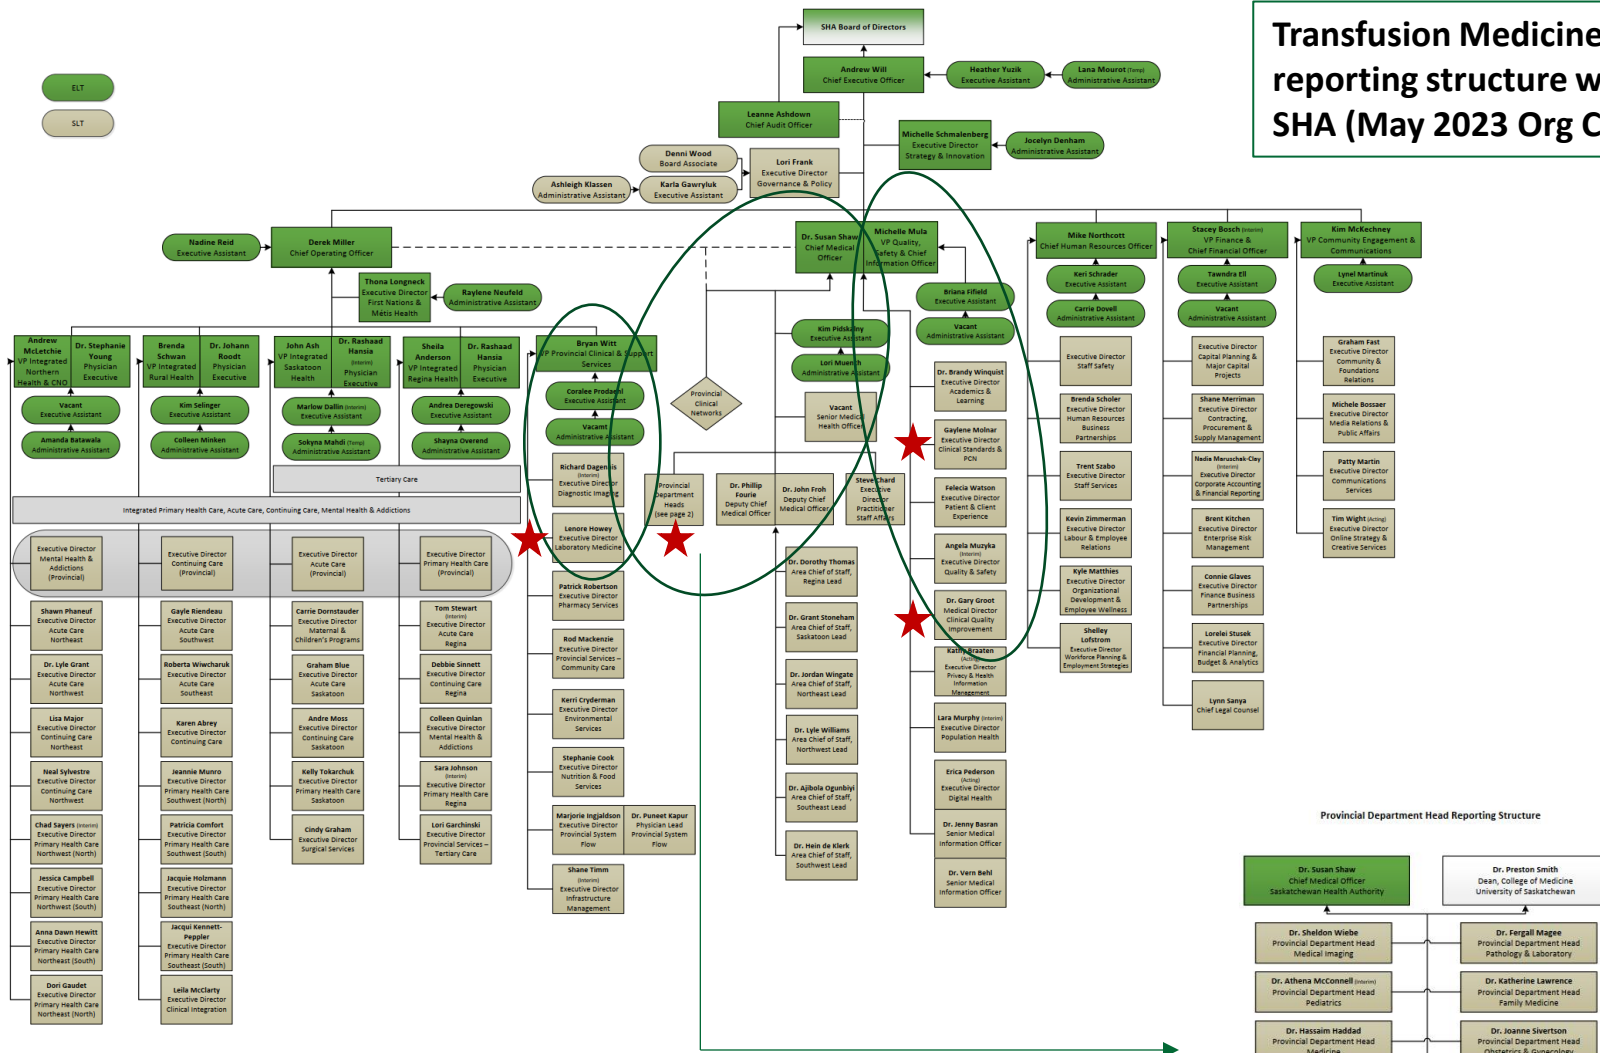 Transfusion Medicine
reporting structure w
SHA (May 2023 Org C
ELT
SLT
SHA Board of Directors
Andrew Will
Chief Executive Officer
Heather Yuzik
Executive Assistant
Lana Mourot (Temp)
Administrative Assistant
Leanne Ashdown
Chief Audit Officer
Michelle Schmalenberg
Executive Director
Strategy & Innovation
Jocelyn Denham
Administrative Assistant
Denni Wood
Board Associate
Lori Frank
Executive Director
Governance & Policy
Ashleigh Klassen
Administrative Assistant
Karla Gawryluk
Executive Assistant
Nadine Reid
Executive Assistant
Derek Miller
Chief Operating Officer
Dr. Susan Shaw
Chief Medical
Officer
Michelle Mula
VP Quality,
Safety & Chief
Information Officer
Mike Northcott
Chief Human Resources Officer
Stacey Bosch (Interim)
VP Finance &
Chief Financial Officer
Kim McKechney
VP Community Engagement &
Communications
Thona Longneck
Executive Director
First Nations &
Métis Health
Raylene Neufeld
Administrative Assistant
Briana Fifield
Executive Assistant
Vacant
Administrative Assistant
Keri Schrader
Executive Assistant
Carrie Dovell
Administrative Assistant
Tawndra Ell
Executive Assistant
Vacant
Administrative Assistant
Lynel Martinuk
Executive Assistant
Andrew
McLetchie
VP Integrated
Northern
Health & CNO
Dr. Stephanie
Young
Physician
Executive
Brenda
Schwan
VP Integrated
Rural Health
Dr. Johann
Roodt
Physician
Executive
John Ash
VP Integrated
Saskatoon
Health
Dr. Rashaad
Hansia
(Interim)
Physician
Executive
Sheila
Anderson
VP Integrated
Regina Health
Dr. Rashaad
Hansia
Physician
Executive
Bryan Witt
VP Provincial Clinical & Support
Services
Kim Pidskalny
Executive Assistant
Lori Muench
Administrative Assistant
Vacant
Executive Assistant
Amanda Batawala
Administrative Assistant
Kim Selinger
Executive Assistant
Colleen Minken
Administrative Assistant
Marlow Dallin (Interim)
Executive Assistant
Sokyna Mahdi (Temp)
Administrative Assistant
Andrea Deregowski
Executive Assistant
Shayna Overend
Administrative Assistant
Coralee Prodaehl
Executive Assistant
Vacamt
Administrative Assistant
Provincial
Clinical
Networks
Vacant
Senior Medical
Health Officer
Tertiary Care
Integrated Primary Health Care, Acute Care, Continuing Care, Mental Health & Addictions
Provincial
Department
Heads
(see page 2)
Dr. Phillip
Fourie
Deputy Chief
Medical Officer
Dr. John Froh
Deputy Chief
Medical Officer
Steve Chard
Executive
Director
Practitioner
Staff Affairs
Executive Director
Mental Health &
Addictions
(Provincial)
Executive Director
Continuing Care
(Provincial)
Executive Director
Acute Care
(Provincial)
Executive Director
Primary Health Care
(Provincial)
Shawn Phaneuf
Executive Director
Acute Care
Northeast
Dr. Lyle Grant
Executive Director
Acute Care
Northwest
Lisa Major
Executive Director
Continuing Care
Northeast
Neal Sylvestre
Executive Director
Continuing Care
Northwest
Chad Sayers (Interim)
Executive Director
Primary Health Care
Northwest (North)
Jessica Campbell
Executive Director
Primary Health Care
Northwest (South)
Anna Dawn Hewitt
Executive Director
Primary Health Care
Northeast (South)
Dori Gaudet
Executive Director
Primary Health Care
Northeast (North)
Gayle Riendeau
Executive Director
Acute Care
Southwest
Roberta Wiwcharuk
Executive Director
Acute Care
Southeast
Karen Abrey
Executive Director
Continuing Care
Jeannie Munro
Executive Director
Primary Health Care
Southwest (North)
Patricia Comfort
Executive Director
Primary Health Care
Southwest (South)
Jacquie Holzmann
Executive Director
Primary Health Care
Southeast (North)
Jacqui Kennett-
Peppler
Executive Director
Primary Health Care
Southeast (South)
Leila McClarty
Executive Director
Clinical Integration
Carrie Dornstauder
Executive Director
Maternal &
Children's Programs
Graham Blue
Executive Director
Acute Care
Saskatoon
Andre Moss
Executive Director
Continuing Care
Saskatoon
Kelly Tokarchuk
Executive Director
Primary Health Care
Saskatoon
Cindy Graham
Executive Director
Surgical Services
Tom Stewart
(Interim)
Executive Director
Acute Care
Regina
Debbie Sinnett
Executive Director
Continuing Care
Regina
Colleen Quinlan
Executive Director
Mental Health &
Addictions
Sara Johnson
(Interim)
Executive Director
Primary Health Care
Regina
Lori Garchinski
Executive Director
Provincial Services –
Tertiary Care
Richard Dagenais
(Interim)
Executive Director
Diagnostic Imaging
Lenore Howey
Executive Director
Laboratory Medicine
Patrick Robertson
Executive Director
Pharmacy Services
Rod Mackenzie
Executive Director
Provincial Services –
Community Care
Kerri Cryderman
Executive Director
Environmental
Services
Stephanie Cook
Executive Director
Nutrition & Food
Services
Marjorie Ingjaldson
Executive Director
Provincial System
Flow
Dr. Puneet Kapur
Physician Lead
Provincial System
Flow
Shane Timm
(Interim)
Executive Director
Infrastructure
Management
Dr. Dorothy Thomas
Area Chief of Staff,
Regina Lead
Dr. Grant Stoneham
Area Chief of Staff,
Saskatoon Lead
Dr. Jordan Wingate
Area Chief of Staff,
Northeast Lead
Dr. Lyle Williams
Area Chief of Staff,
Northwest Lead
Dr. Ajibola Ogunbiyi
Area Chief of Staff,
Southeast Lead
Dr. Hein de Klerk
Area Chief of Staff,
Southwest Lead
Dr. Brandy Winquist
Executive Director
Academics &
Learning
Gaylene Molnar
Executive Director
Clinical Standards &
PCN
Felecia Watson
Executive Director
Patient & Client
Experience
Angela Muzyka
(Interim)
Executive Director
Quality & Safety
Dr. Gary Groot
Medical Director
Clinical Quality
Improvement
Kathy Braaten
(Acting)
Executive Director
Privacy & Health
Information
Management
Lara Murphy (Interim)
Executive Director
Population Health
Erica Pederson
(Acting)
Executive Director
Digital Health
Dr. Jenny Basran
Senior Medical
Information Officer
Dr. Vern Behl
Senior Medical
Information Officer
Executive Director
Staff Safety
Brenda Scholer
Executive Director
Human Resources
Business
Partnerships
Trent Szabo
Executive Director
Staff Services
Kevin Zimmerman
Executive Director
Labour & Employee
Relations
Kyle Matthies
Executive Director
Organizational
Development &
Employee Wellness
Shelley
Lofstrom
Executive Director
Workforce Planning &
Employment Strategies
Executive Director
Capital Planning &
Major Capital
Projects
Shane Merriman
Executive Director
Contracting,
Procurement &
Supply Management
Nadia Maruschak-Clay
(Interim)
Executive Director
Corporate Accounting
& Financial Reporting
Brent Kitchen
Executive Director
Enterprise Risk
Management
Connie Glaves
Executive Director
Finance Business
Partnerships
Lorelei Stusek
Executive Director
Financial Planning,
Budget & Analytics
Lynn Sanya
Chief Legal Counsel
Graham Fast
Executive Director
Community &
Foundations
Relations
Michele Bossaer
Executive Director
Media Relations &
Public Affairs
Patty Martin
Executive Director
Communications
Services
Tim Wight (Acting)
Executive Director
Online Strategy &
Creative Services
Provincial Department Head Reporting Structure
Dr. Susan Shaw
Chief Medical Officer
Saskatchewan Health Authority
Dr. Preston Smith
Dean, College of Medicine
University of Saskatchewan
Dr. Sheldon Wiebe
Provincial Department Head
Medical Imaging
Dr. Fergall Magee
Provincial Department Head
Pathology & Laboratory
Dr. Athena McConnell (Interim)
Provincial Department Head
Pediatrics
Dr. Katherine Lawrence
Provincial Department Head
Family Medicine
Dr. Hassaim Haddad
Provincial Department Head
Medicine
Dr. Joanne Sivertson
Provincial Department Head
Obstetrics & Gynecology